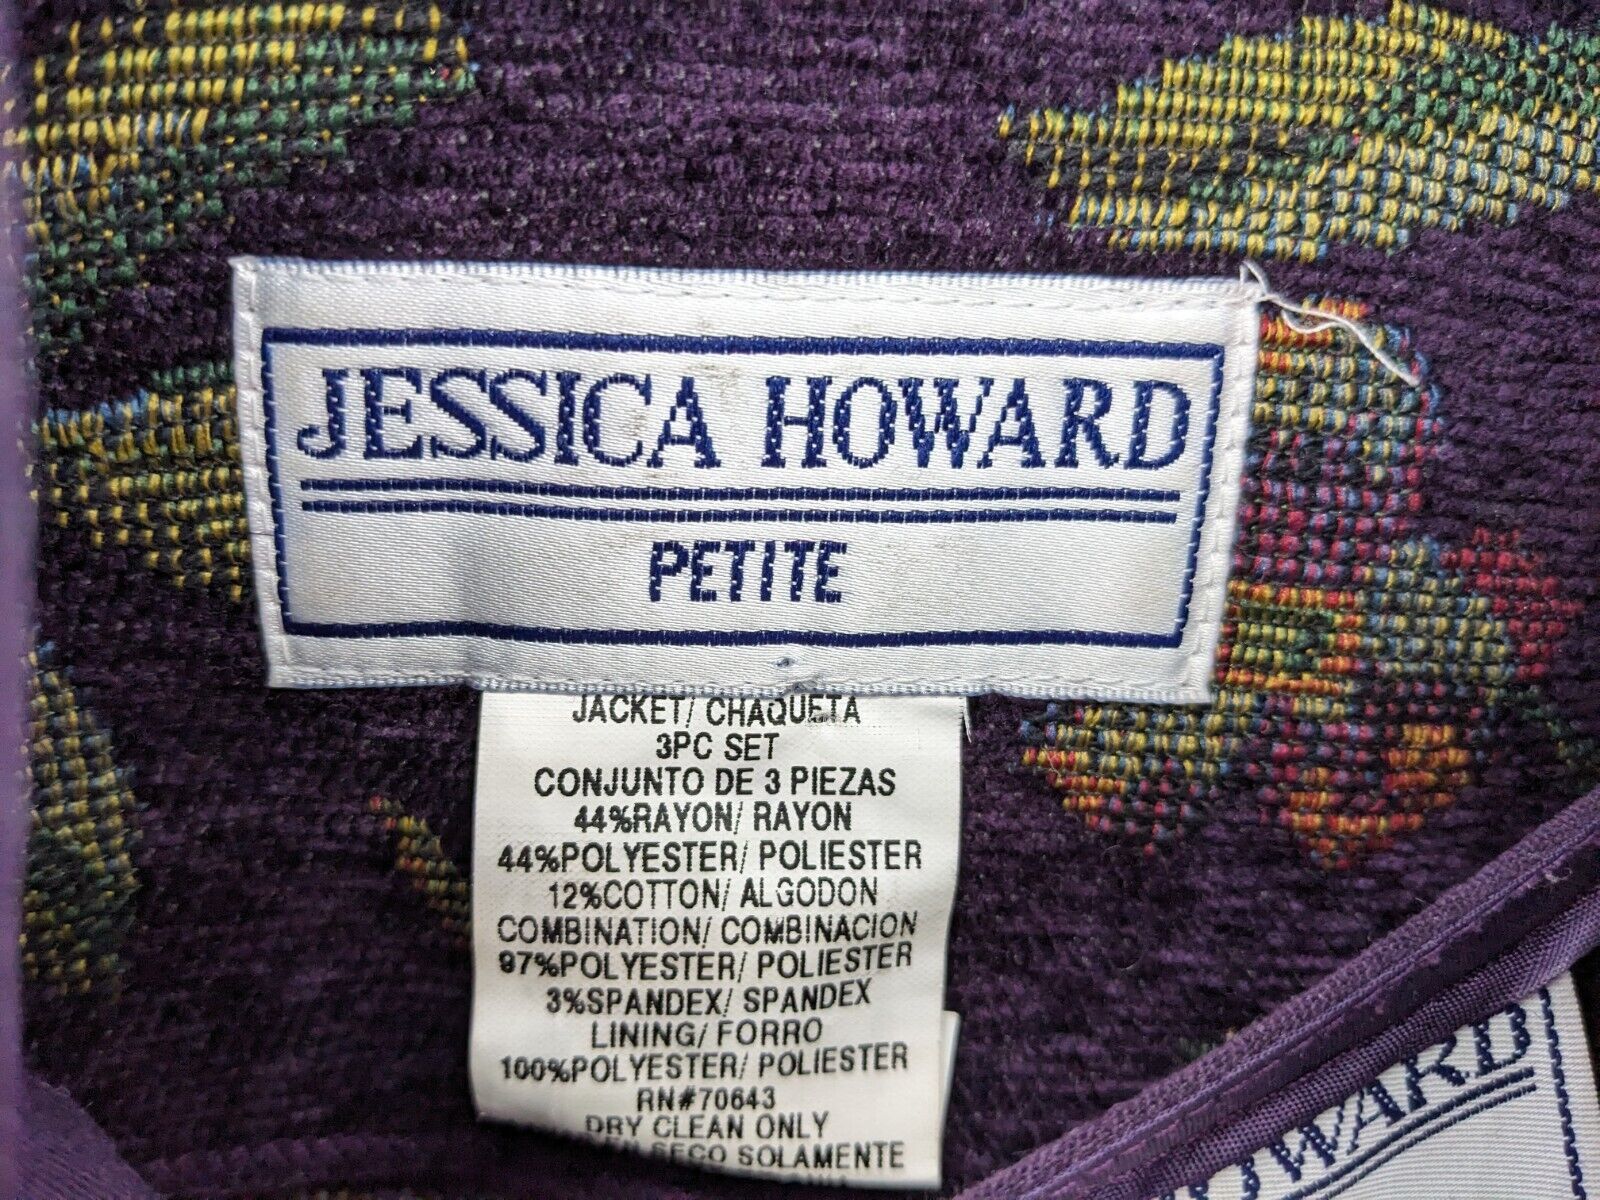 JESSICA HOWARD
PETITE
JACKET/ CHAQUETA
3PC SET
CONJUNTO DE 3 PIEZAS
44%RAYON/ RAYON
44%POLYESTER/ POLIESTER
12%COTTON/ ALGODON
COMBINATION/ COMBINACION
97%POLYESTER/ POLIESTER
3%SPANDEX/ SPANDEX
LINING/ FORRO
100%POLYESTER/ POLIESTER
RN#70643
DRY CLEAN ONLY
SECO SOLAMENTE